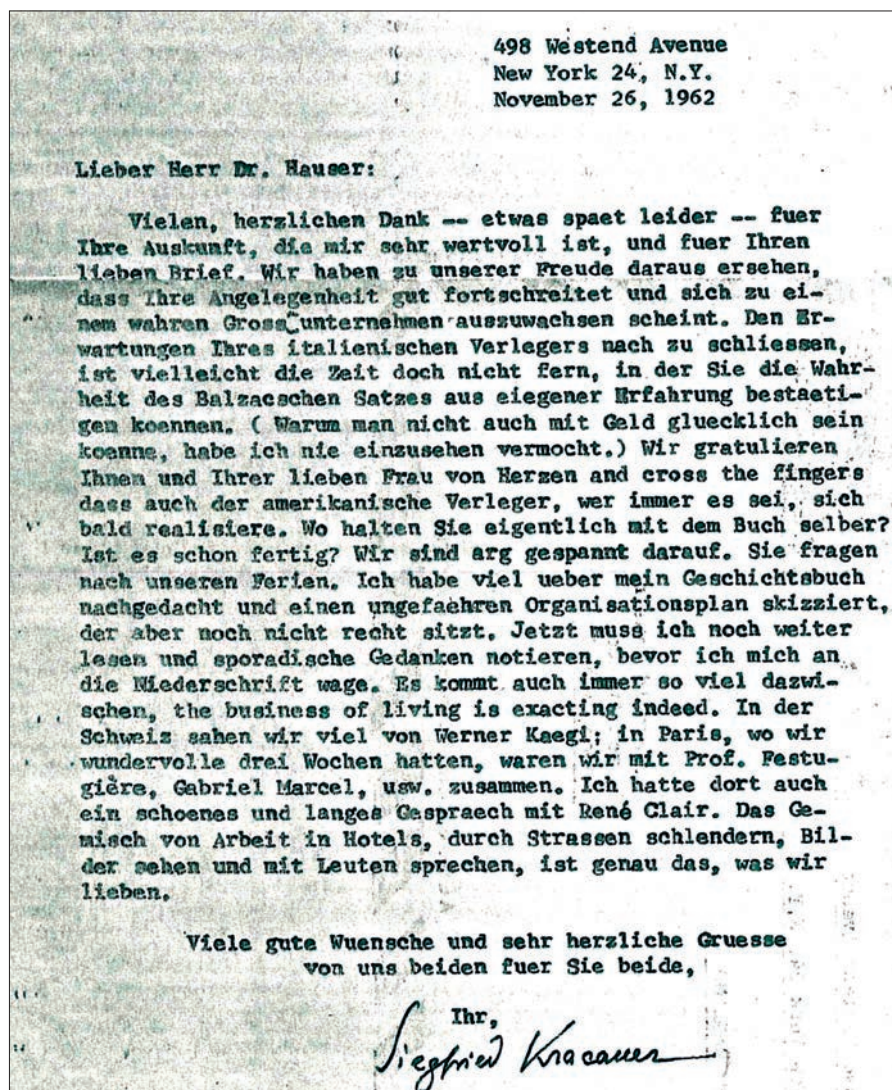 498 Westend Avenue
New York 24, N.Y.
November 26, 1962
Lieber Herr Dr. Hauser:
Vielen, herzlichen Dank -- etwas spaet leider -- fuer
Ihre Auskunft, die mir sehr wertvoll ist, und fuer Ihren
lieben Brief. Wir haben zu unserer Freude daraus ersehen,
dass Ihre Angelegenheit gut fortschreitet und sich zu ei-
nem wahren Grossunternehmen auszuwachsen scheint. Den Er-
wartungen Ihres italienischen Verlegers nach zu schliessen,
ist vielleicht die Zeit doch nicht fern, in der Sie die Wahr-
heit des Balzacschen Satzes aus eiegener Erfahrung bestaeti-
gen koennen. ( Warum man nicht auch mit Geld gluecklich sein
koenne, habe ich nie einzusehen vermocht.) Wir gratulieren
Ihnen und Ihrer lieben Frau von Herzen and cross the fingers
dass auch der amerikanische Verleger, wer immer es sei, sich
bald realisiere. Wo halten Sie eigentlich mit dem Buch selber?
Ist es schon fertig? Wir sind arg gespannt darauf. Sie fragen
nach unseren Ferien. Ich habe viel ueber mein Geschichtsbuch
nachgedacht und einen ungefaehren Organisationsplan skizziert,
der aber noch nicht recht sitzt. Jetzt muss ich noch weiter
lesen und sporadische Gedanken notieren, bevor ich mich an
die Niederschrift wage. Es kommt auch immer so viel dazwi-
schen, the business of living is exacting indeed. In der
Schweiz sahen wir viel von Werner Kaegi; in Paris, wo wir
wundervolle drei Wochen hatten, waren wir mit Prof. Festu-
gière, Gabriel Marcel, usw. zusammen. Ich hatte dort auch
ein schoenes und langes Gespraech mit René Clair. Das Ge-
misch von Arbeit in Hotels, durch Strassen schlendern, Bil-
der sehen und mit Leuten sprechen, ist genau das, was wir
lieben.
Viele gute Wuensche und sehr herzliche Gruesse
von uns beiden fuer Sie beide,
Ihr,
Siegfried Kracauer